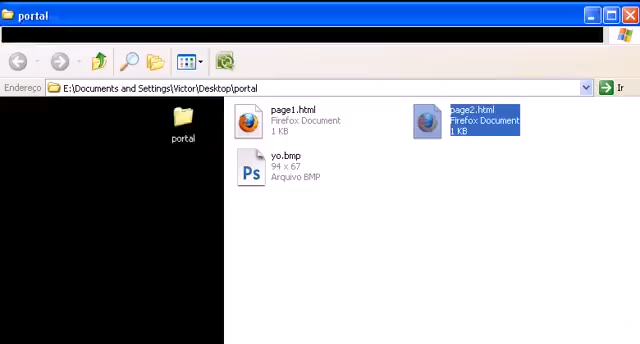 portal
Endereço E:\Documents and Settings\Victor\Desktop\portal Ir
portal
page1.html
Firefox Document
1 KB
page2.html
Firefox Document
1 KB
Ps
yo.bmp
94 x 67
Arquivo BMP